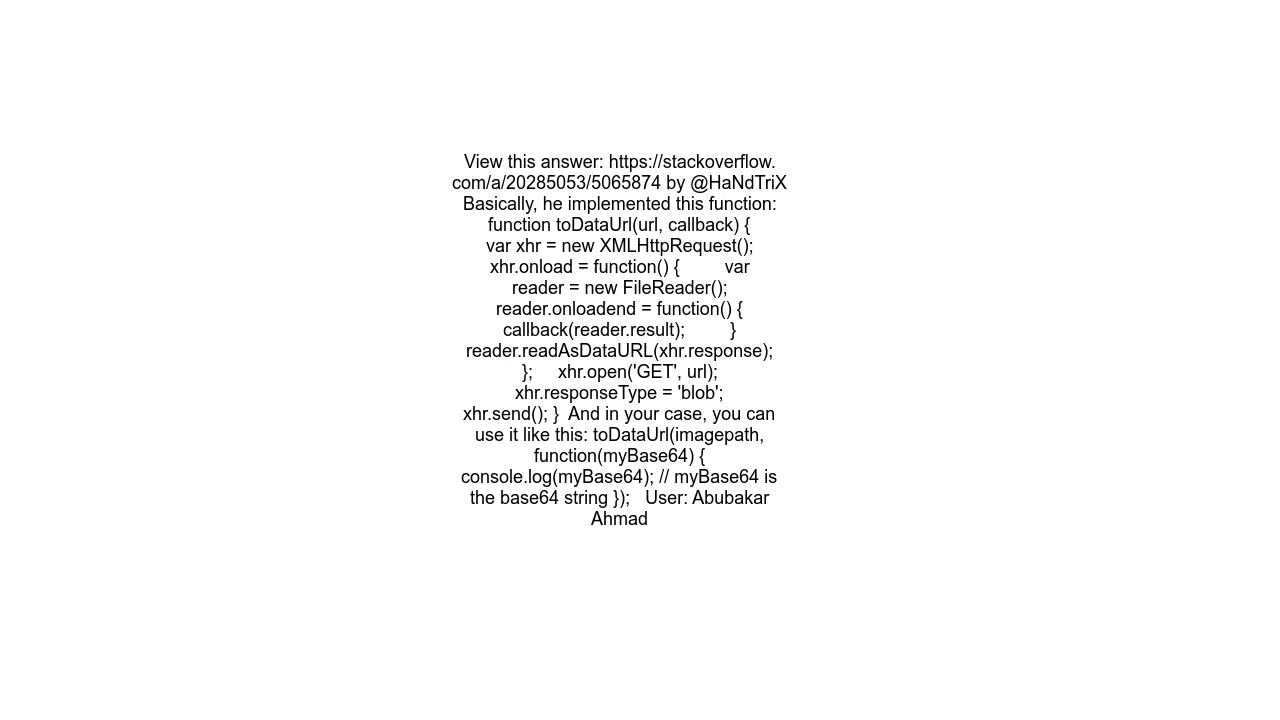 View this answer: https://stackoverflow.
com/a/20285053/5065874 by @HaNdTriX
Basically, he implemented this function:
function toDataUrl(url, callback) {
var xhr = new XMLHttpRequest();
xhr.onload = function() {         var
reader = new FileReader();
reader.onloadend = function() {
callback(reader.result);         }
reader.readAsDataURL(xhr.response);
};     xhr.open('GET', url);
xhr.responseType = 'blob';
xhr.send(); }  And in your case, you can
use it like this: toDataUrl(imagepath,
function(myBase64) {
console.log(myBase64); // myBase64 is
the base64 string });   User: Abubakar
Ahmad